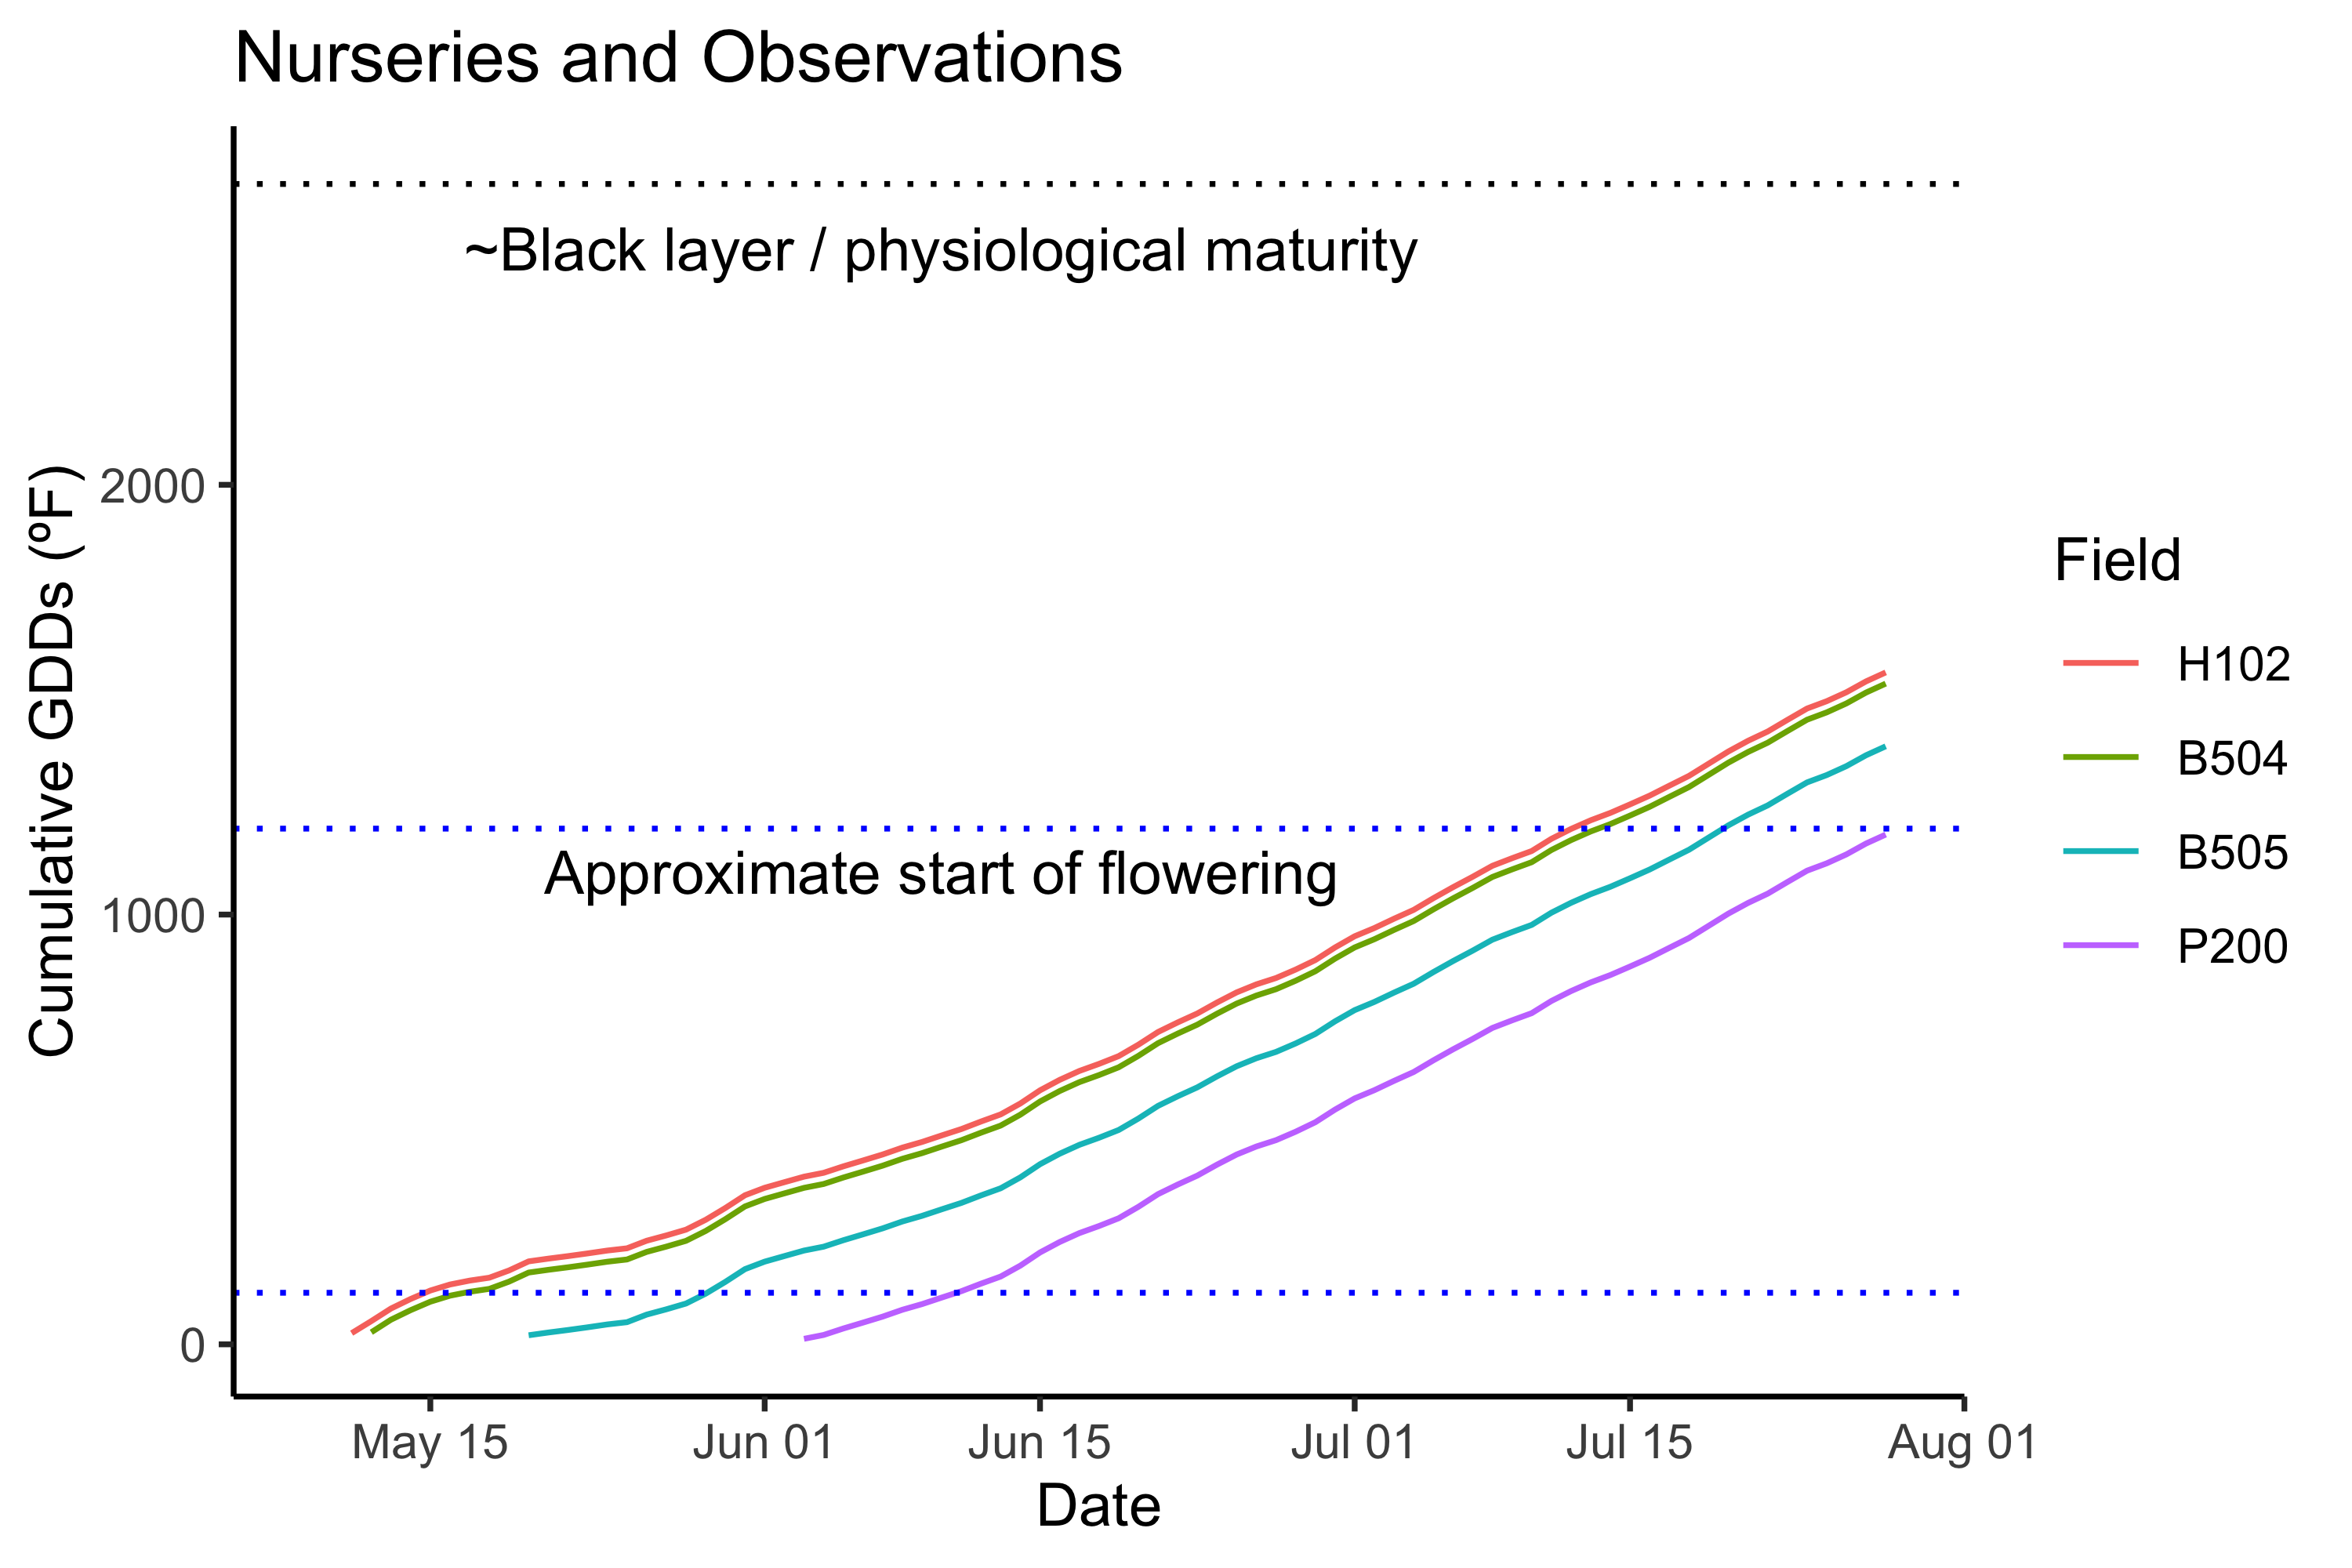 Nurseries and Observations
~Black layer / physiological maturity
Approximate start of flowering
Cumulative GDDs (ºF)
2000
1000
0
May 15
Jun 01
Jun 15
Jul 01
Jul 15
Aug 01
Date
Field
H102
B504
B505
P200